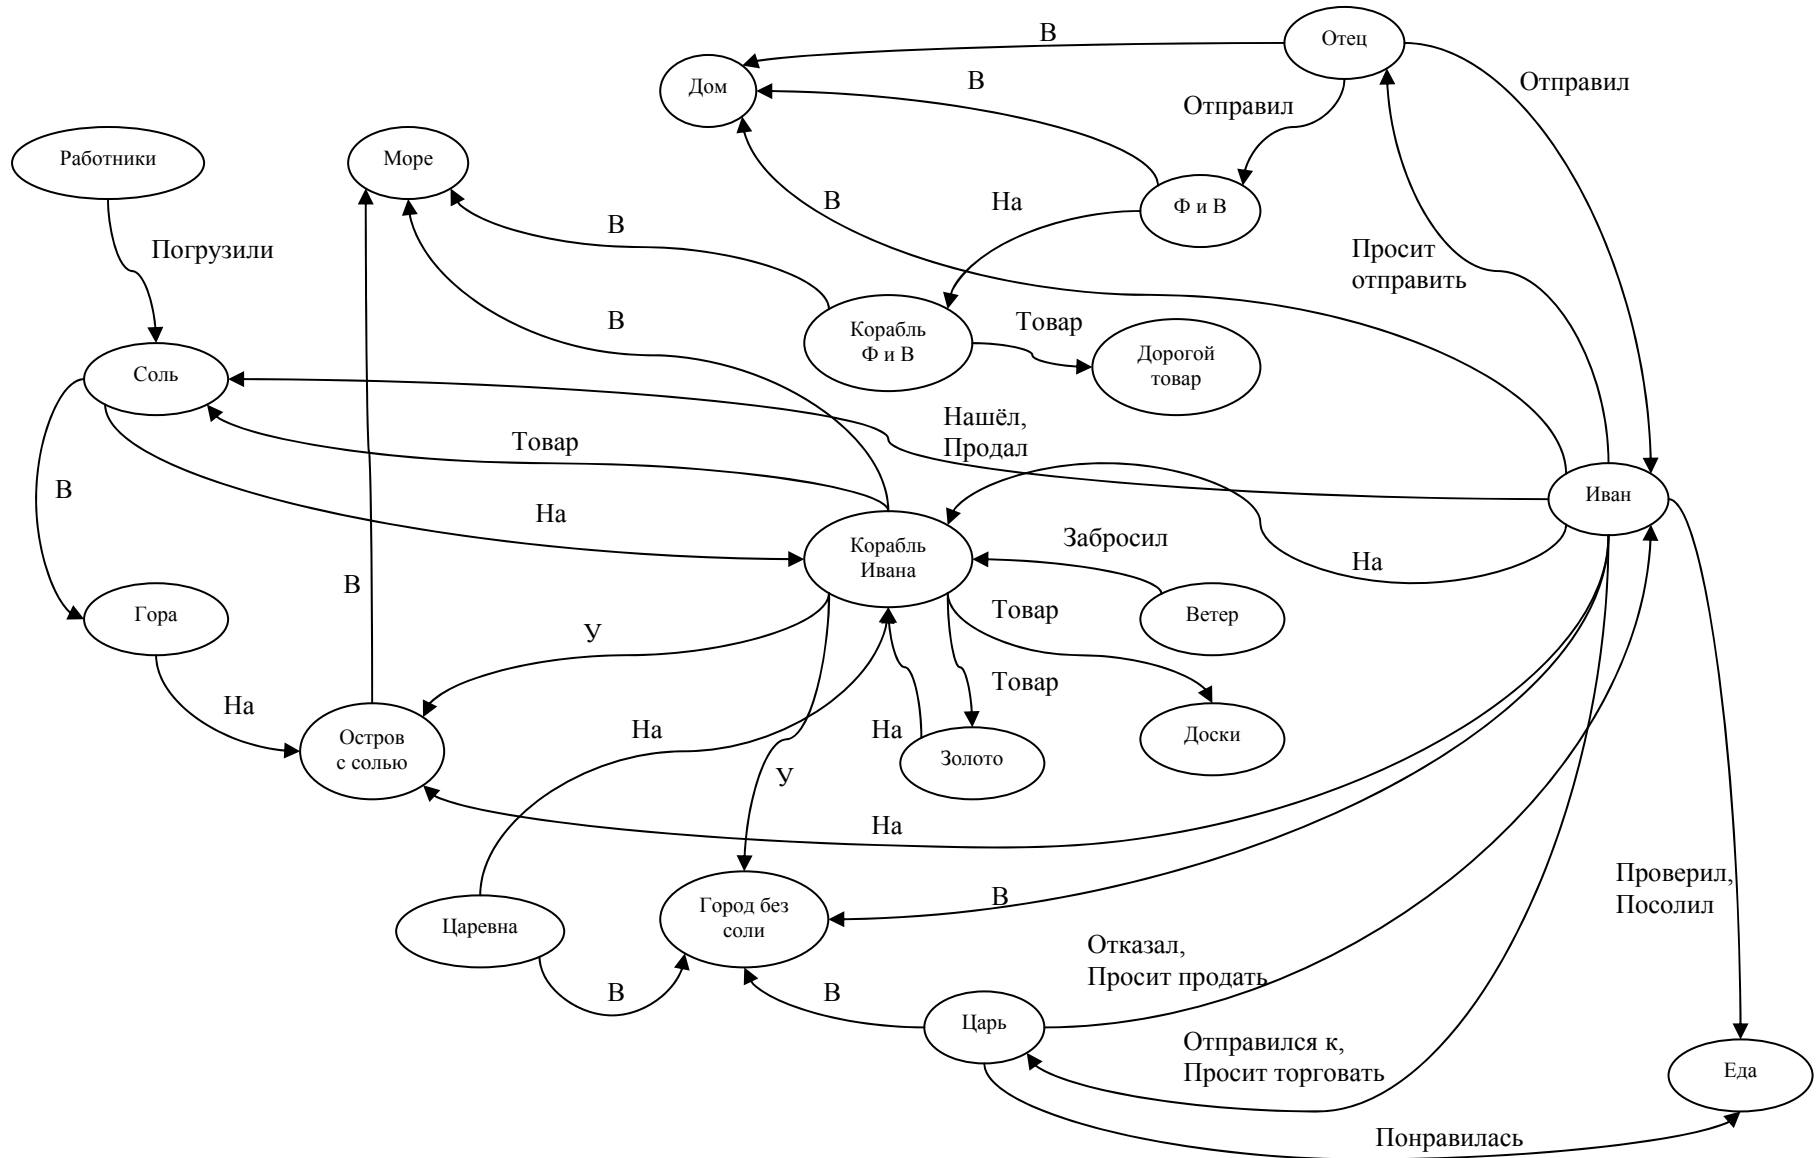 В
Отец
Дом
В
Отправил
Отправил
Работники
Море
В
На
Ф и В
В
Погрузили
Просит
отправить
В
Товар
Корабль
Ф и В
Дорогой
товар
Соль
Нашёл,
Продал
Товар
В
На
Иван
Корабль
Ивана
Забросил
На
В
Гора
Товар
Ветер
У
Товар
На
На
На
Доски
Остров
с солью
Золото
У
На
Проверил,
Посолил
В
Город без
соли
Царевна
Отказал,
Просит продать
В
В
Царь
Отправился к,
Просит торговать
Еда
Понравилась